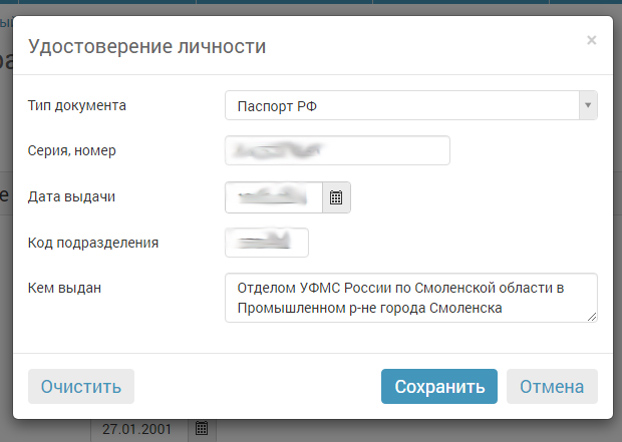 Удостоверение личности
×
Тип документа
Паспорт РФ
Серия, номер
Дата выдачи
Код подразделения
Кем выдан
Отделом УФМС России по Смоленской области в
Промышленном р-не города Смоленска
Очистить
Сохранить
Отмена
27.01.2001